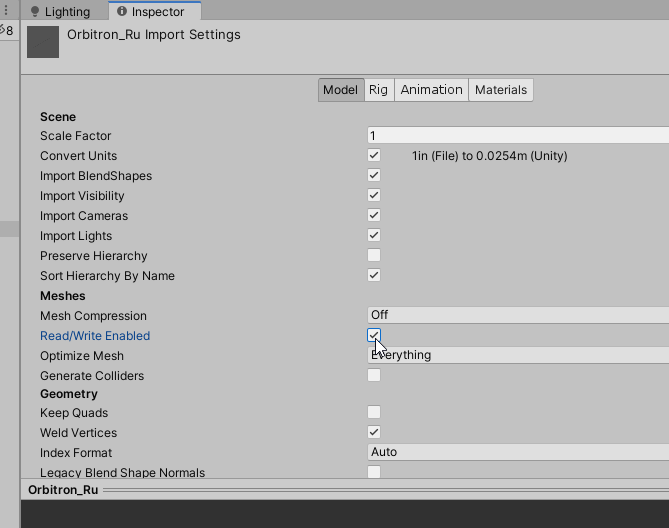 Lighting Inspector
8
Orbitron_Ru Import Settings
Model Rig Animation Materials
Scene
Scale Factor 1
Convert Units 1in (File) to 0.0254m (Unity)
Import BlendShapes
Import Visibility
Import Cameras
Import Lights
Preserve Hierarchy
Sort Hierarchy By Name
Meshes
Mesh Compression Off
Read/Write Enabled
Optimize Mesh Everything
Generate Colliders
Geometry
Keep Quads
Weld Vertices
Index Format Auto
Legacy Blend Shape Normals
Orbitron_Ru